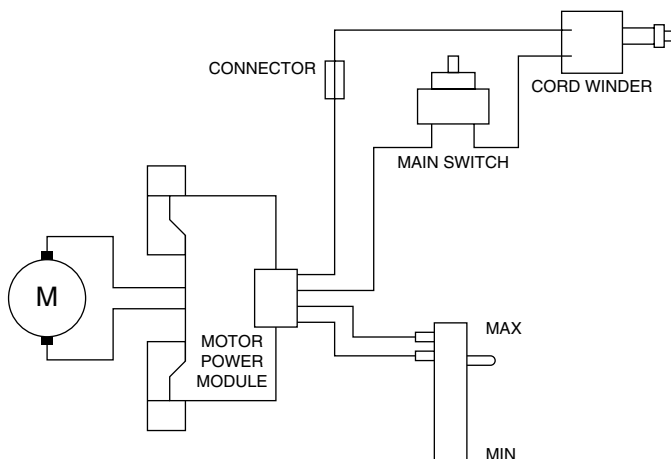 CONNECTOR
CORD WINDER
MAIN SWITCH
M
MOTOR
POWER
MODULE
MAX
MIN